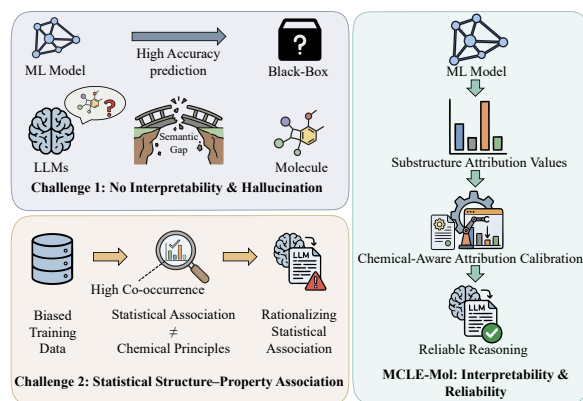 ML Model
High Accuracy
prediction
Black-Box
?
?
LLMs
Semantic
Gap
Molecule
Challenge 1: No Interpretability & Hallucination
High Co-occurrence
LLM
Biased
Training
Data
Statistical Association
≠
Chemical Principles
Rationalizing
Statistical
Association
Challenge 2: Statistical Structure–Property Association
ML Model
Substructure Attribution Values
Chemical-Aware Attribution Calibration
LLM
Reliable Reasoning
MCLE-Mol: Interpretability &
Reliability